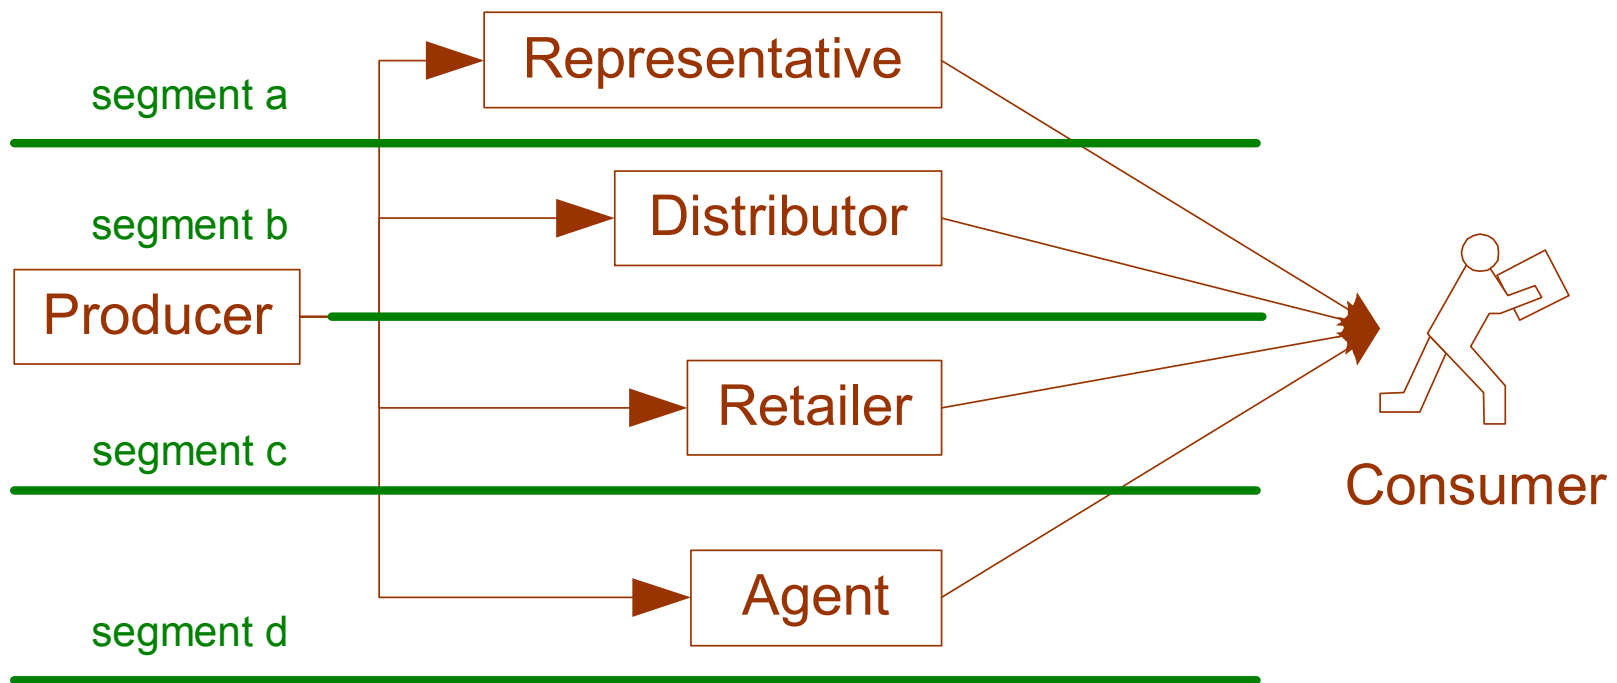 Representative
segment a
Distributor
segment b
Producer
Retailer
segment c
Consumer
Agent
segment d